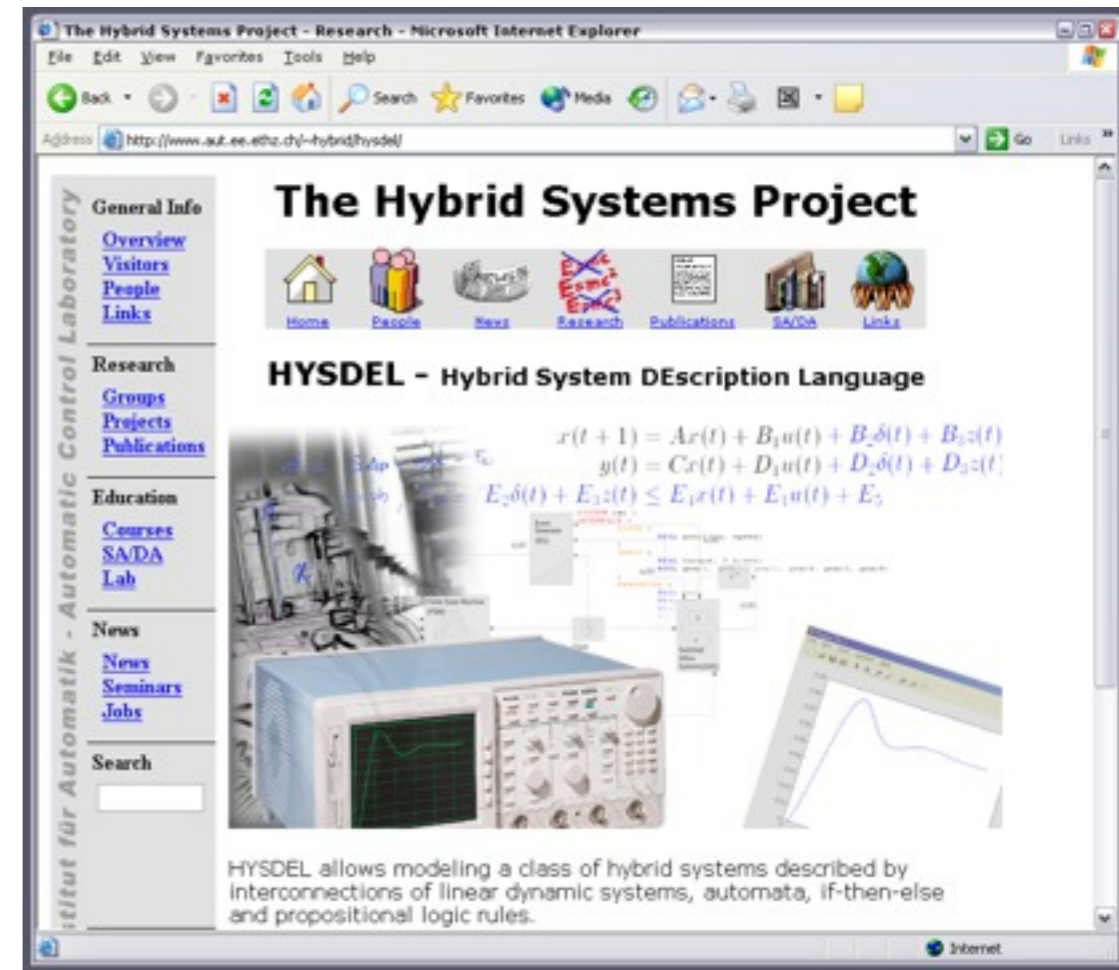 The Hybrid Systems Project - Research - Microsoft Internet Explorer
File Edit View Favorites Tools Help
Back Search Favorites Media
Address http://www.aut.ee.ethz.ch/~hybrid/hysdel/ Go Links »
stitut für Automatik - Automatic Control Laboratory
General Info
Overview
Visitors
People
Links
Research
Groups
Projects
Publications
Education
Courses
SA/DA
Lab
News
News
Seminars
Jobs
Search
The Hybrid Systems Project
Home People News Research Publications SA/DA Links
HYSDEL - Hybrid System DEscription Language
x(t + 1) = Ax(t) + B₁u(t) + B₂δ(t) + B₃z(t)
y(t) = Cx(t) + D₁u(t) + D₂δ(t) + D₃z(t)
E₂δ(t) + E₃z(t) ≤ E₄x(t) + E₁u(t) + E₅
HYSDEL allows modeling a class of hybrid systems described by
interconnections of linear dynamic systems, automata, if-then-else
and propositional logic rules.
Internet